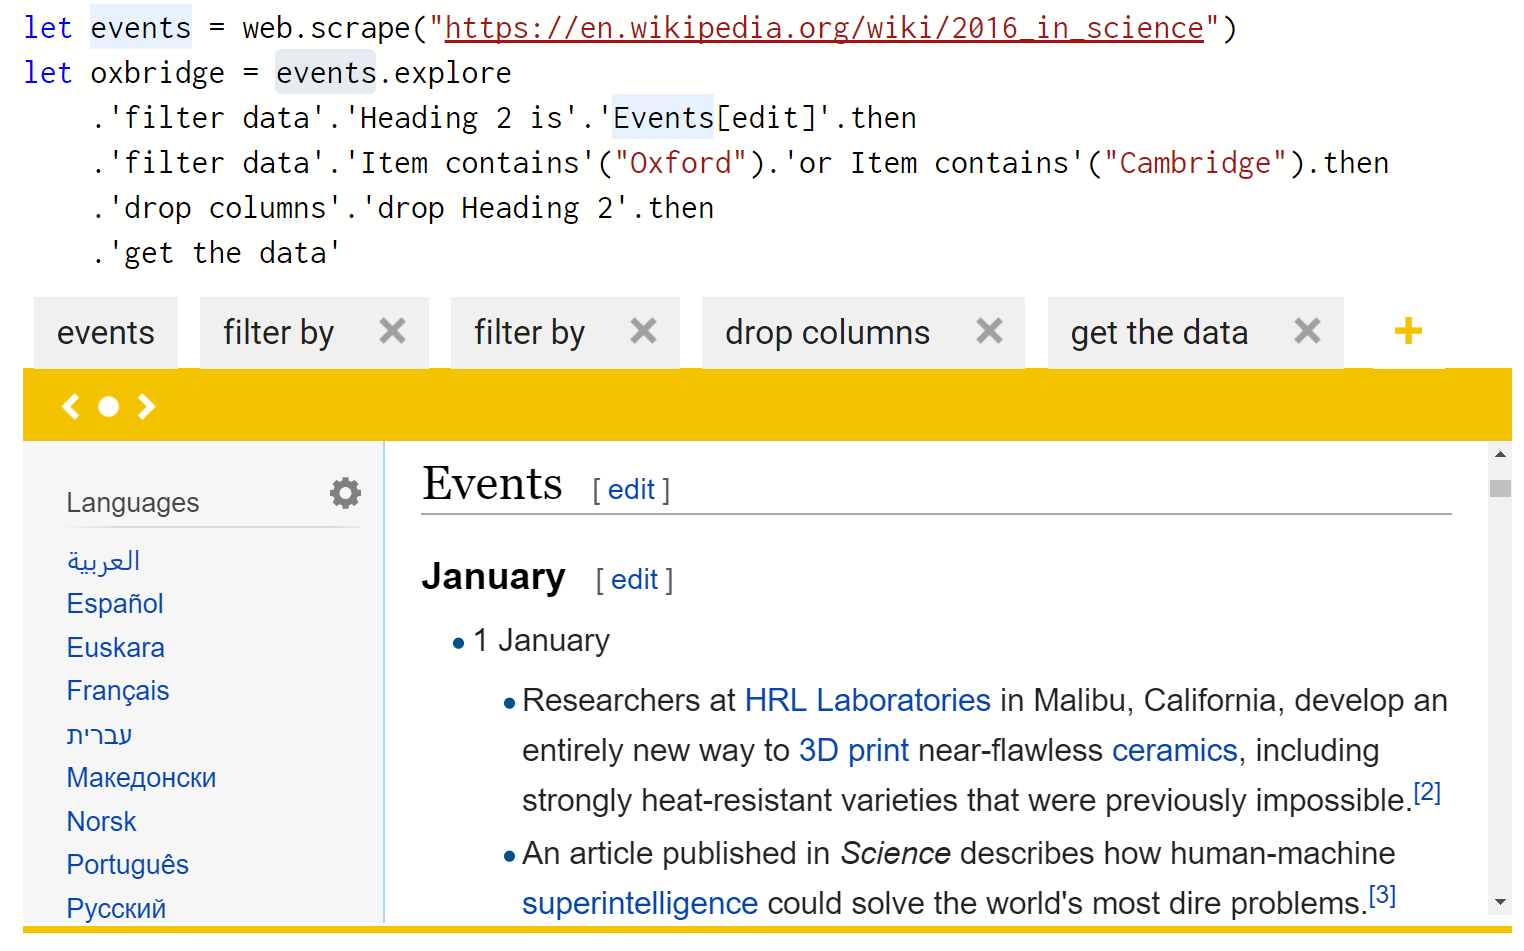 let events = web.scrape("https://en.wikipedia.org/wiki/2016_in_science")
let oxbridge = events.explore
.'filter data'.'Heading 2 is'.'Events[edit]'.then
.'filter data'.'Item contains'("Oxford").'or Item contains'("Cambridge").then
.'drop columns'.'drop Heading 2'.then
.'get the data'
events filter by filter by drop columns get the data
Languages
العربية
Español
Euskara
Français
עברית
Македонски
Norsk
Português
Русский
Events [ edit ]
January [ edit ]
1 January
Researchers at HRL Laboratories in Malibu, California, develop an
entirely new way to 3D print near-flawless ceramics, including
strongly heat-resistant varieties that were previously impossible.[2]
An article published in Science describes how human-machine
superintelligence could solve the world's most dire problems.[3]